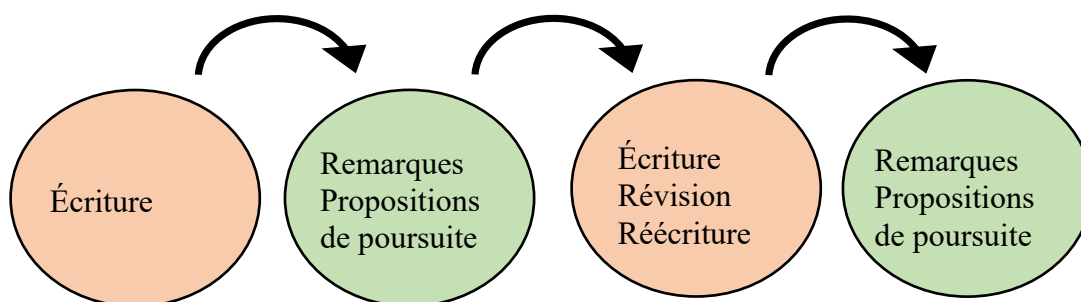 Écriture
Remarques
Propositions
de poursuite
Écriture
Révision
Réécriture
Remarques
Propositions
de poursuite